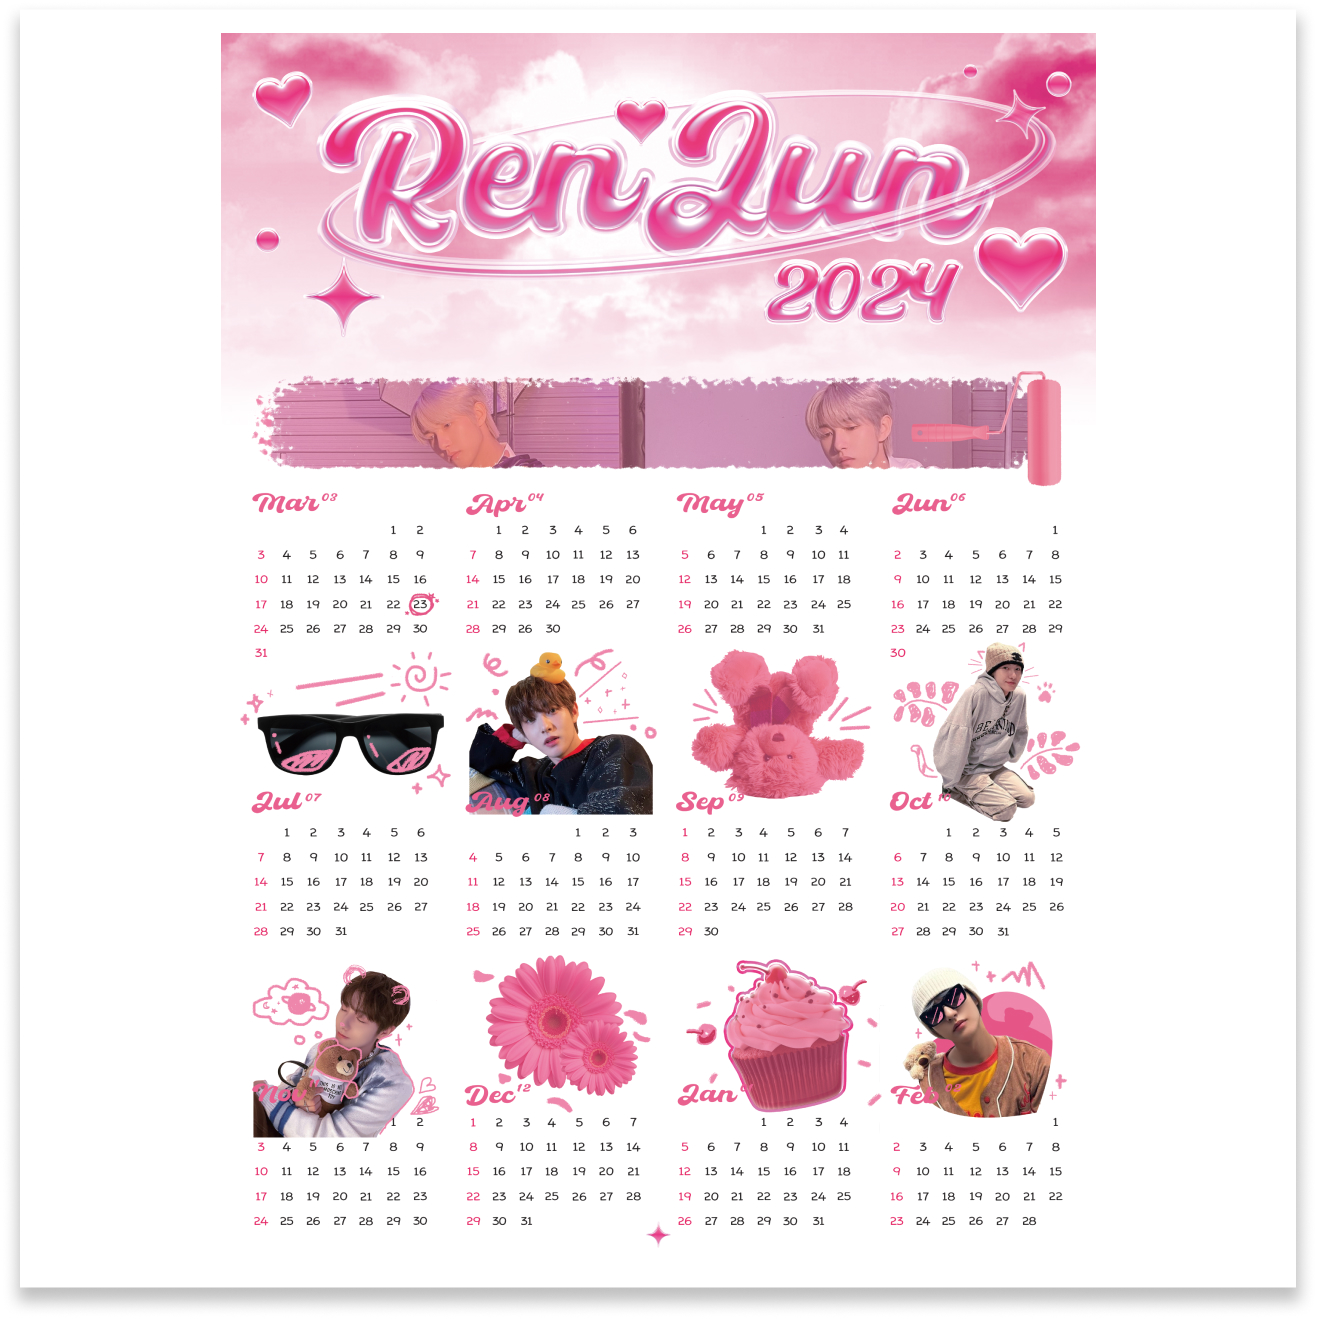 Ren Jun
2024
Mar 03
1 2
3 4 5 6 7 8 9
10 11 12 13 14 15 16
17 18 19 20 21 22 23
24 25 26 27 28 29 30
31
Apr 04
1 2 3 4 5 6
7 8 9 10 11 12 13
14 15 16 17 18 19 20
21 22 23 24 25 26 27
28 29 26 30
May 05
1 2 3 4
5 6 7 8 9 10 11
12 13 14 15 16 17 18
19 20 21 22 23 24 25
26 27 28 29 30 31
Jun 06
1
2 3 4 5 6 7 8
9 10 11 12 13 14 15
16 17 18 19 20 21 22
23 24 25 26 27 28 29
30
Jul 07
1 2 3 4 5 6
7 8 9 10 11 12 13
14 15 16 17 18 19 20
21 22 23 24 25 26 27
28 29 30 31
Aug 08
1 2 3
4 5 6 7 8 9 10
11 12 13 14 15 16 17
18 19 20 21 22 23 24
25 26 27 28 29 30 31
Sep 09
1 2 3 4 5 6 7
8 9 10 11 12 13 14
15 16 17 18 19 20 21
22 23 24 25 26 27 28
29 30
Oct 10
1 2 3 4 5
6 7 8 9 10 11 12
13 14 15 16 17 18 19
20 21 22 23 24 25 26
27 28 29 30 31
Nov
1 2
3 4 5 6 7 8 9
10 11 12 13 14 15 16
17 18 19 20 21 22 23
24 25 26 27 28 29 30
Dec 12
1 2 3 4 5 6 7
8 9 10 11 12 13 14
15 16 17 18 19 20 21
22 23 24 25 26 27 28
29 30 31
Jan
1 2 3 4
5 6 7 8 9 10 11
12 13 14 15 16 17 18
19 20 21 22 23 24 25
26 27 28 29 30 31
Feb
1
2 3 4 5 6 7 8
9 10 11 12 13 14 15
16 17 18 19 20 21 22
23 24 25 26 27 28